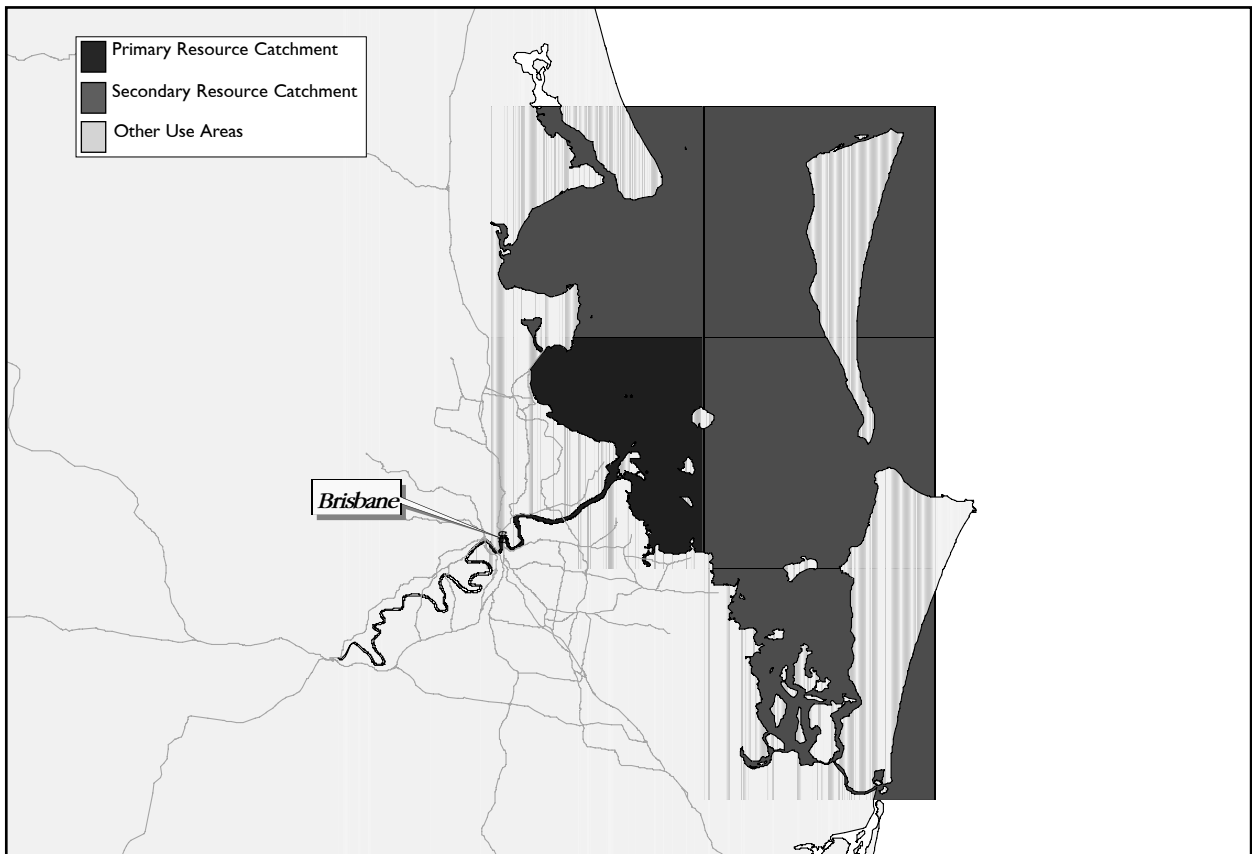 Primary Resource Catchment
Secondary Resource Catchment
Other Use Areas
Brisbane